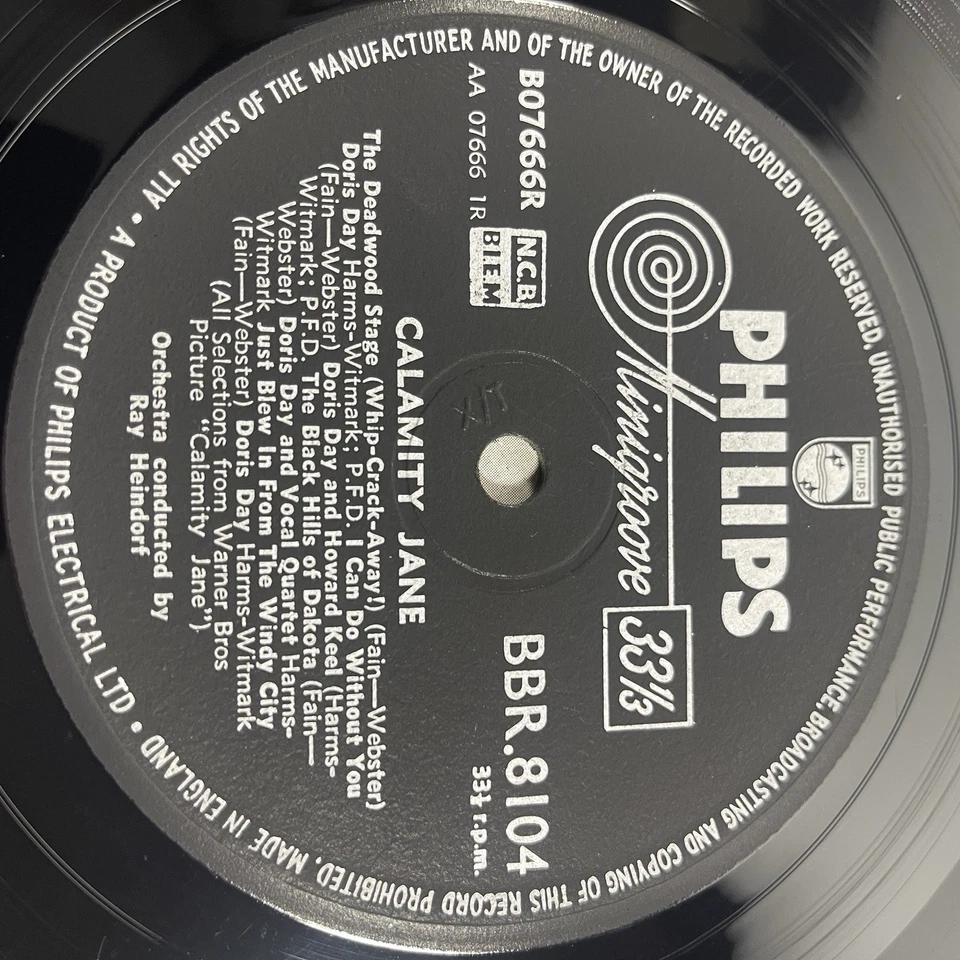 ALL RIGHTS OF THE MANUFACTURER AND OF THE OWNER OF THE RECORDED WORK RESERVED, UNAUTHORISED PUBLIC PERFORMANCE, BROADCASTING AND COPYING OF THIS RECORD PROHIBITED, MADE IN ENGLAND •
A PRODUCT OF PHILIPS ELECTRICAL LTD •
PHILIPS
PHILIPS
Minigroove 33⅓
B07666R
AA 07666 1R
N.C.B.
BIEM
BBR.8104
33⅓ r.p.m.
CALAMITY JANE
The Deadwood Stage (Whip-Crack-Away!) (Fain—Webster)
Doris Day Harms-Witmark; P.F.D. I Can Do Without You
(Fain—Webster) Doris Day and Howard Keel (Harms-
Witmark; P.F.D. The Black Hills of Dakota (Fain—
Webster) Doris Day and Vocal Quartet Harms-
Witmark Just Blew In From The Windy City
(Fain—Webster) Doris Day Harms-Witmark
(All Selections from Warner Bros
Picture "Calamity Jane").
Orchestra conducted by
Ray Heindorf